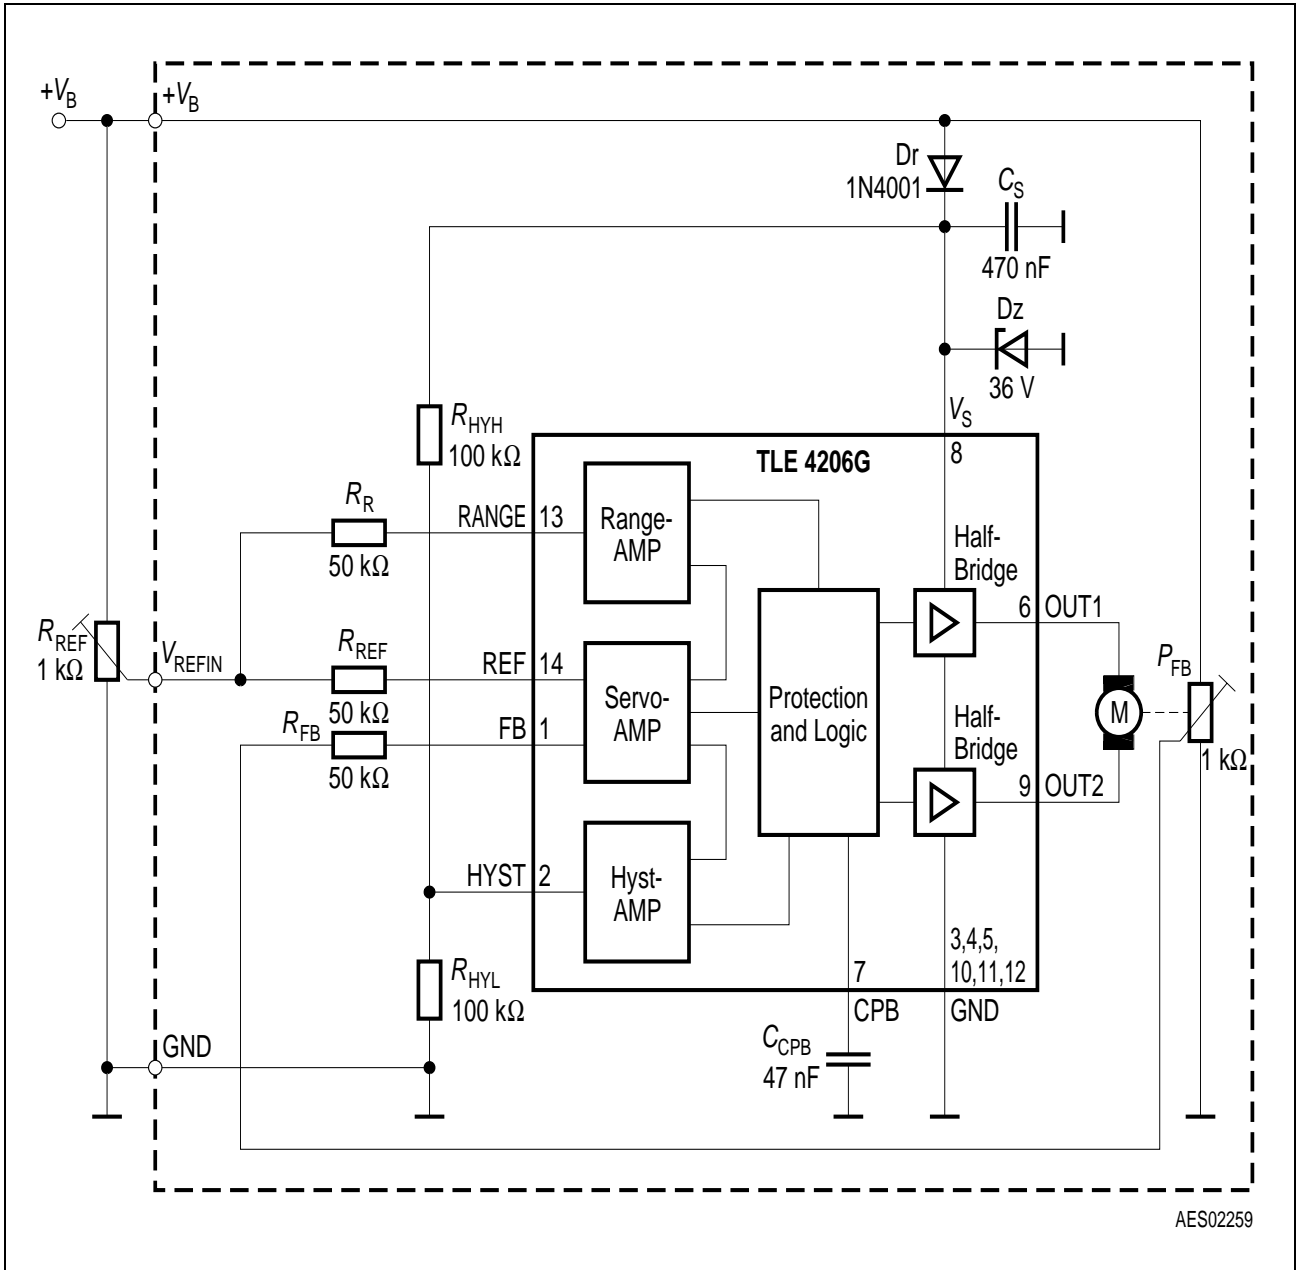 +VB
+VB
Dr
1N4001
CS
470 nF
Dz
36 V
VS
8
RHYH
100 kΩ
TLE 4206G
RR
50 kΩ
RANGE 13
Range-
AMP
Half-
Bridge
6 OUT1
RREF
1 kΩ
VREFIN
RREF
50 kΩ
REF 14
Servo-
AMP
Protection
and Logic
RFB
50 kΩ
FB 1
Half-
Bridge
M
PFB
1 kΩ
9 OUT2
HYST 2
Hyst-
AMP
3,4,5,
10,11,12
RHYL
100 kΩ
7
CPB
GND
GND
CCPB
47 nF
AES02259